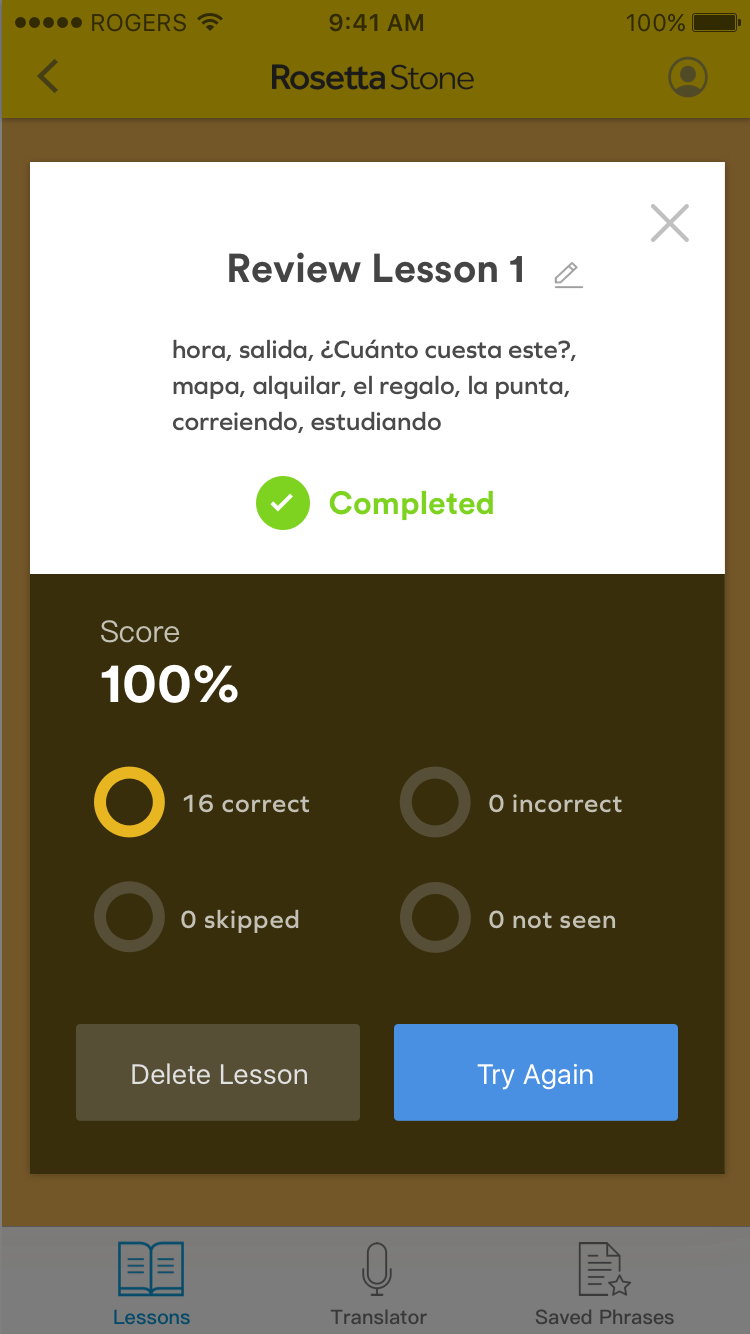 ROGERS 9:41 AM 100%
Rosetta Stone
Review Lesson 1
hora, salida, ¿Cuánto cuesta este?,
mapa, alquilar, el regalo, la punta,
correiendo, estudiando
Completed
Score
100%
16 correct
0 incorrect
0 skipped
0 not seen
Delete Lesson
Try Again
Lessons
Translator
Saved Phrases